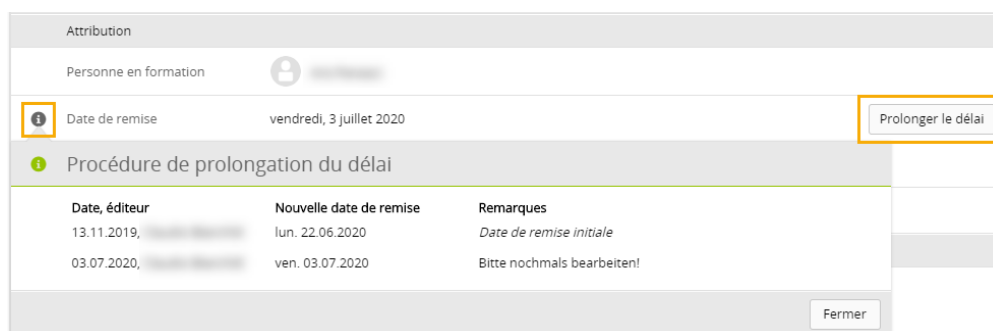 Attribution
Personne en formation
Date de remise vendredi, 3 juillet 2020 Prolonger le délai
Procédure de prolongation du délai
Date, éditeur Nouvelle date de remise Remarques
13.11.2019, lun. 22.06.2020 Date de remise initiale
03.07.2020, ven. 03.07.2020 Bitte nochmals bearbeiten!
Fermer